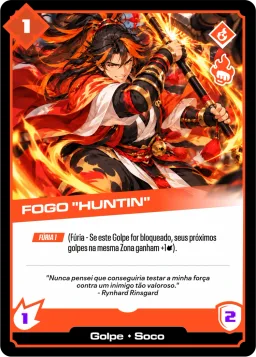 1
FOGO "HUNTIN"
FÚRIA 1 (Fúria - Se este Golpe for bloqueado, seus próximos
golpes na mesma Zona ganham +1).
"Nunca pensei que conseguiria testar a minha força
contra um inimigo tão valoroso."
- Rynhard Rinsgard
1
2
Golpe • Soco